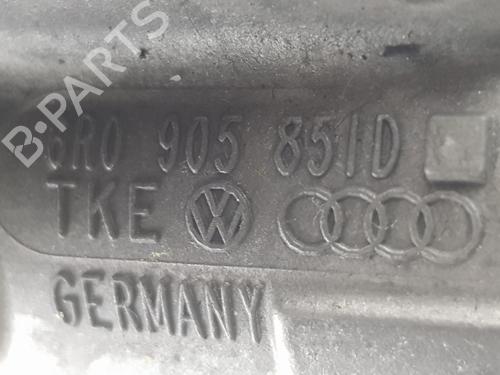 B-PARTS
6R0 905 851D
TKE
GERMANY